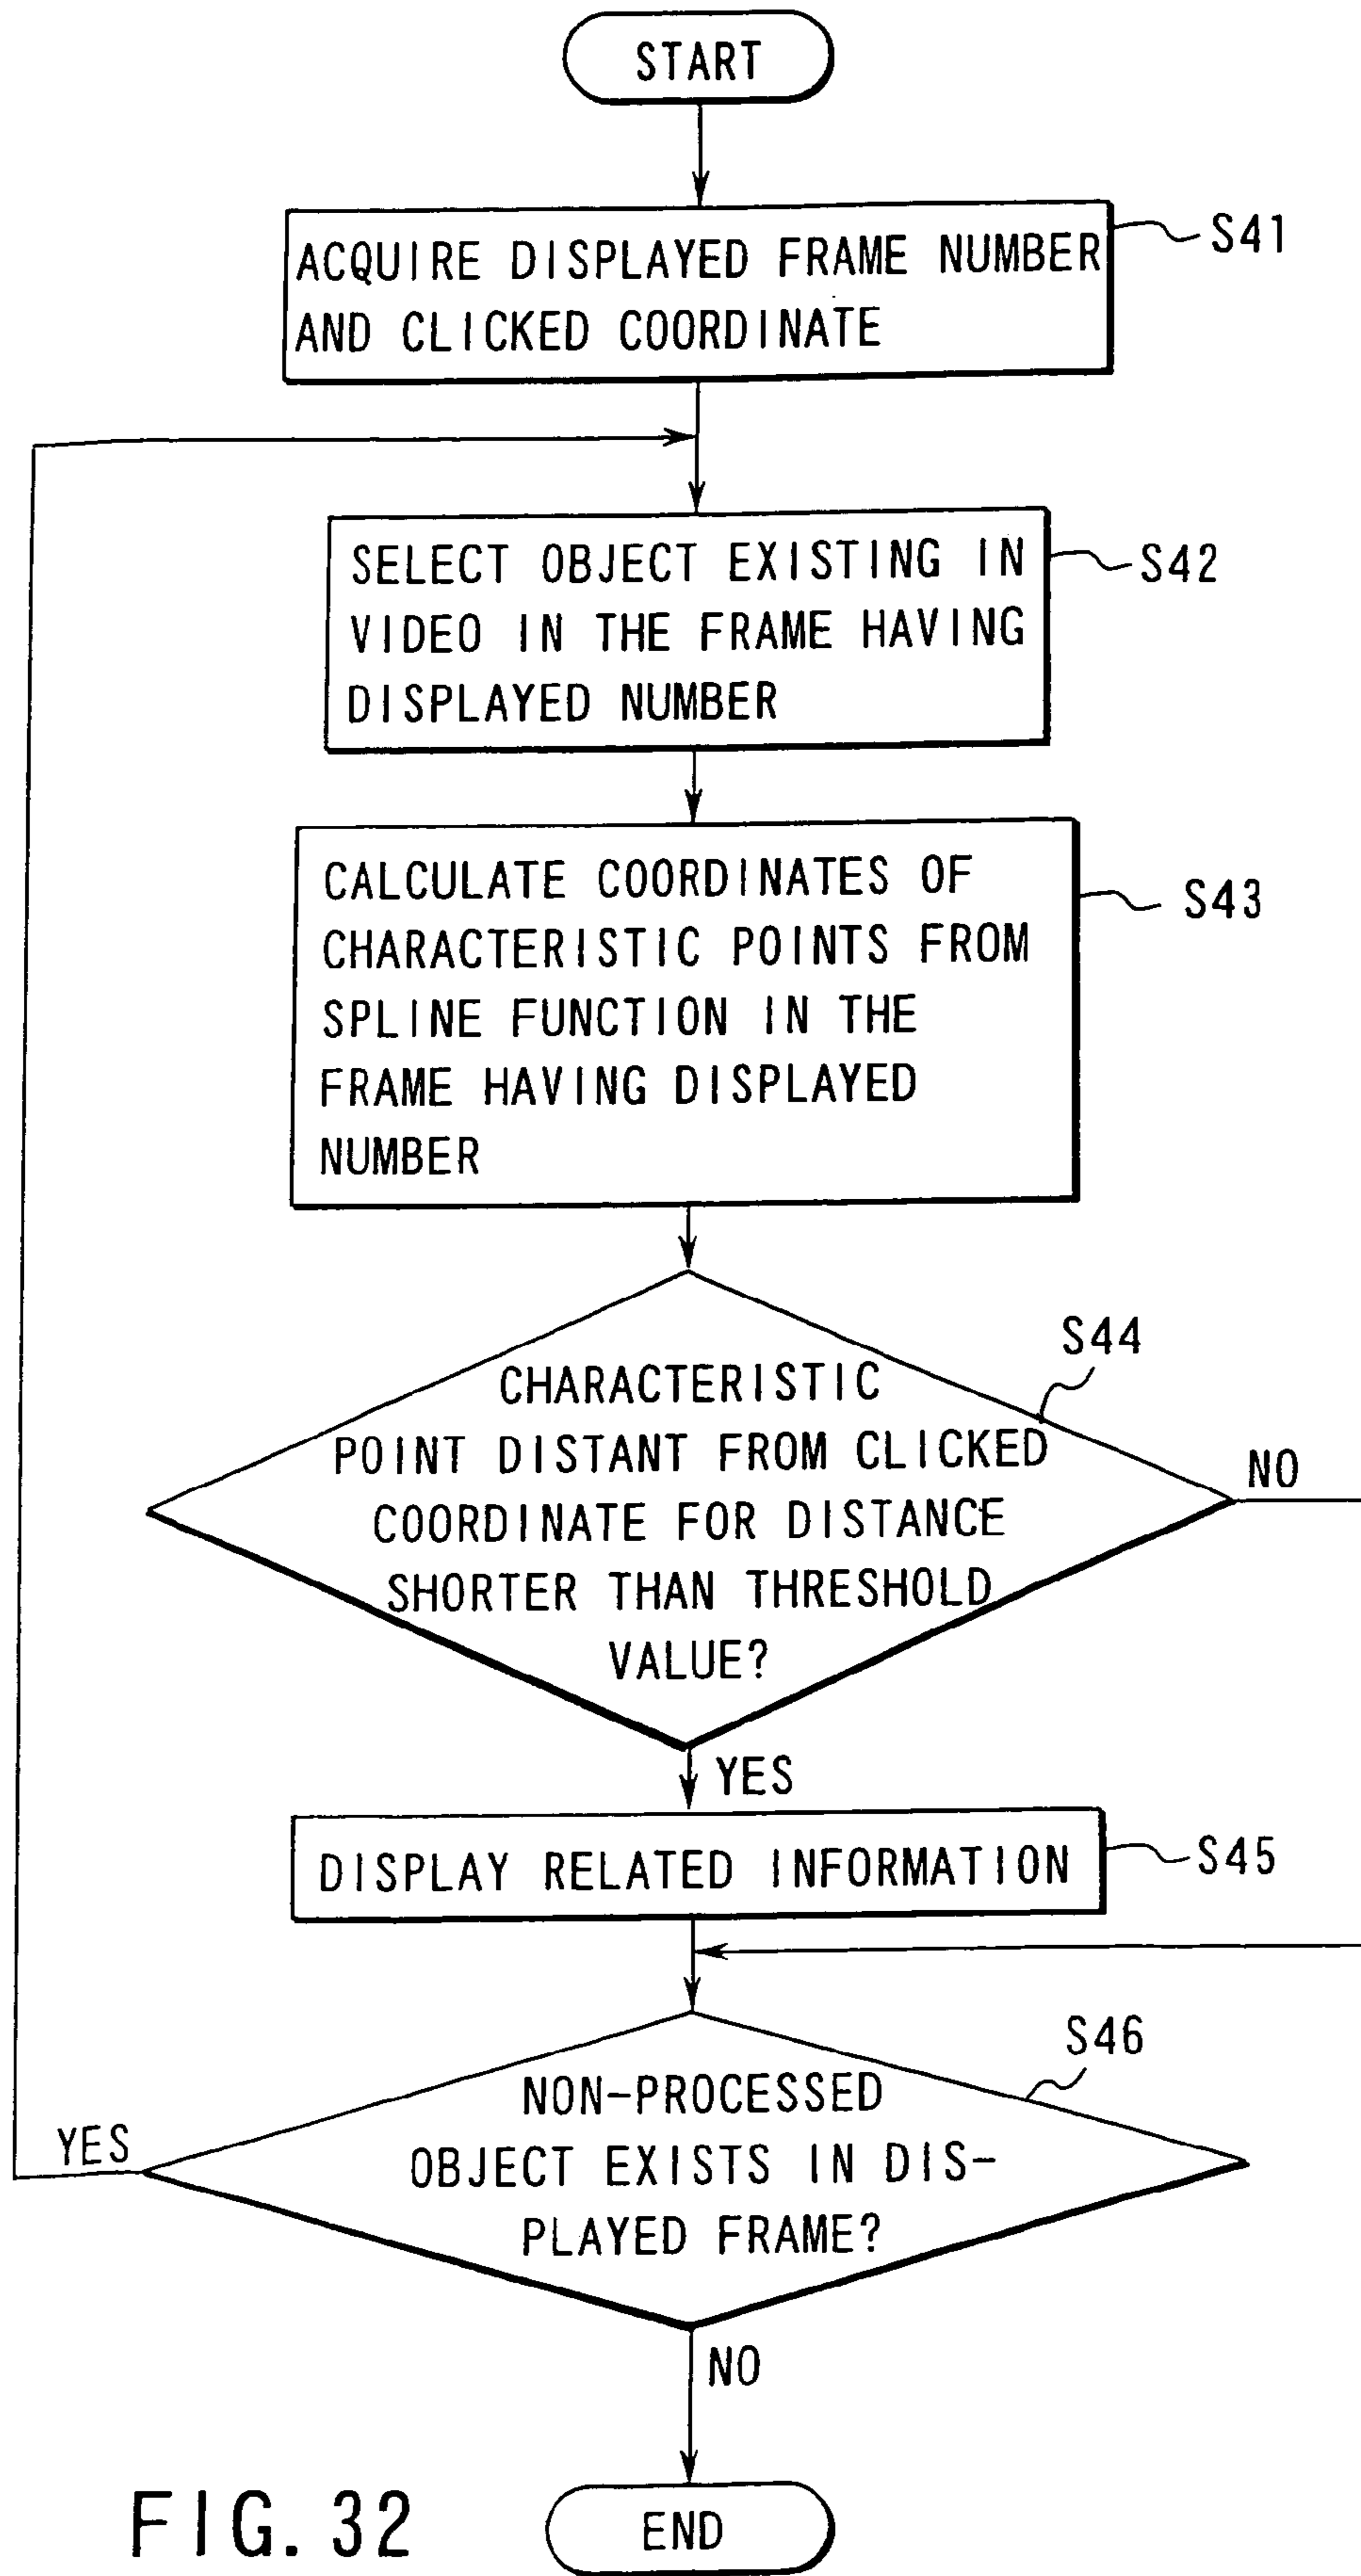 START
ACQUIRE DISPLAYED FRAME NUMBER
AND CLICKED COORDINATE
S41
SELECT OBJECT EXISTING IN
VIDEO IN THE FRAME HAVING
DISPLAYED NUMBER
S42
CALCULATE COORDINATES OF
CHARACTERISTIC POINTS FROM
SPLINE FUNCTION IN THE
FRAME HAVING DISPLAYED
NUMBER
S43
S44
CHARACTERISTIC
POINT DISTANT FROM CLICKED
COORDINATE FOR DISTANCE
SHORTER THAN THRESHOLD
VALUE?
NO
YES
DISPLAY RELATED INFORMATION
S45
S46
NON-PROCESSED
OBJECT EXISTS IN DIS-
PLAYED FRAME?
YES
NO
END
FIG. 32